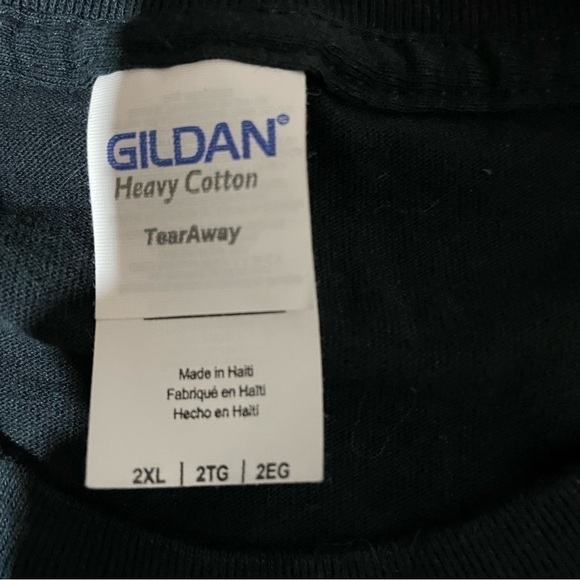 GILDAN®
Heavy Cotton
TearAway
Made in Haiti
Fabriqué en Haïti
Hecho en Haití
2XL | 2TG | 2EG